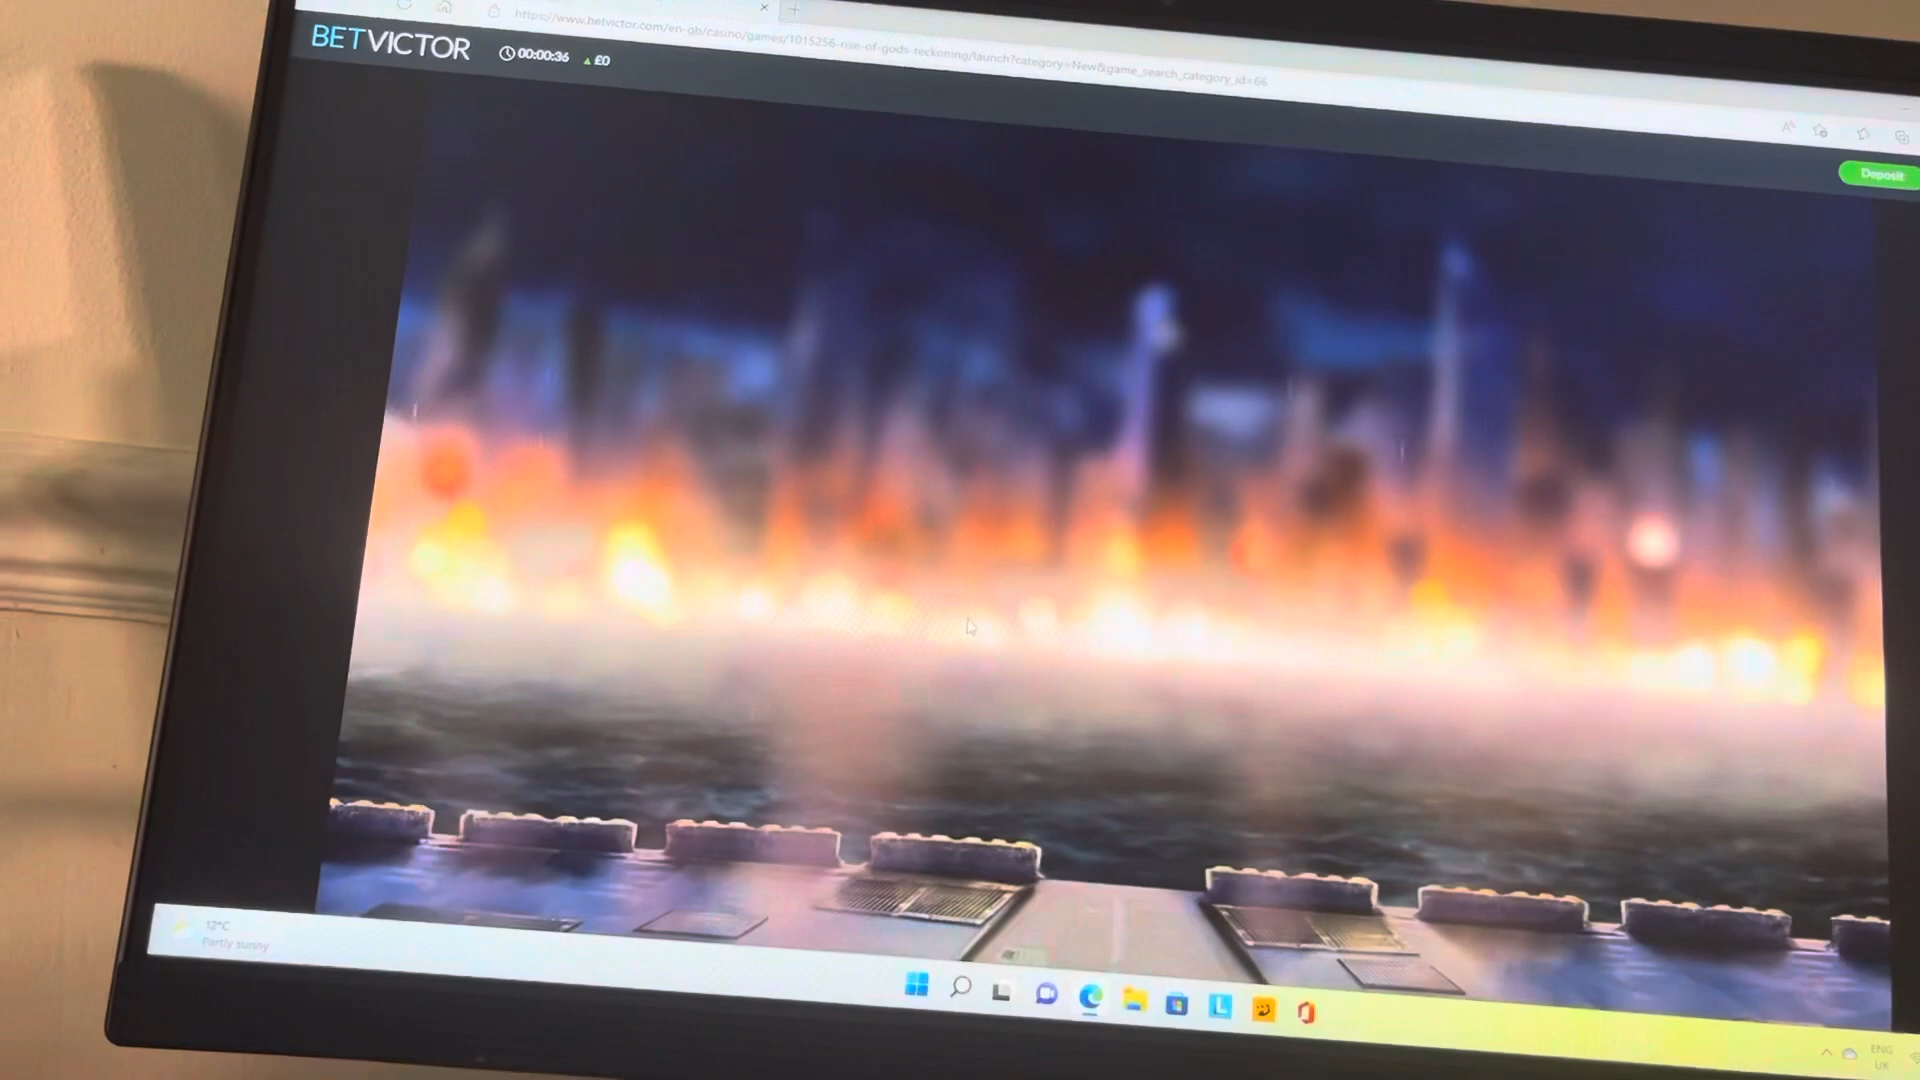 https://www.betvictor.com/en-gb/casino/games/1015256-rise-of-gods-reckoning/launch?category=New&game_search_category_id=66
BETVICTOR 00:00:36 ▲ £0
Deposit
12°C
Partly sunny
ENG
UK